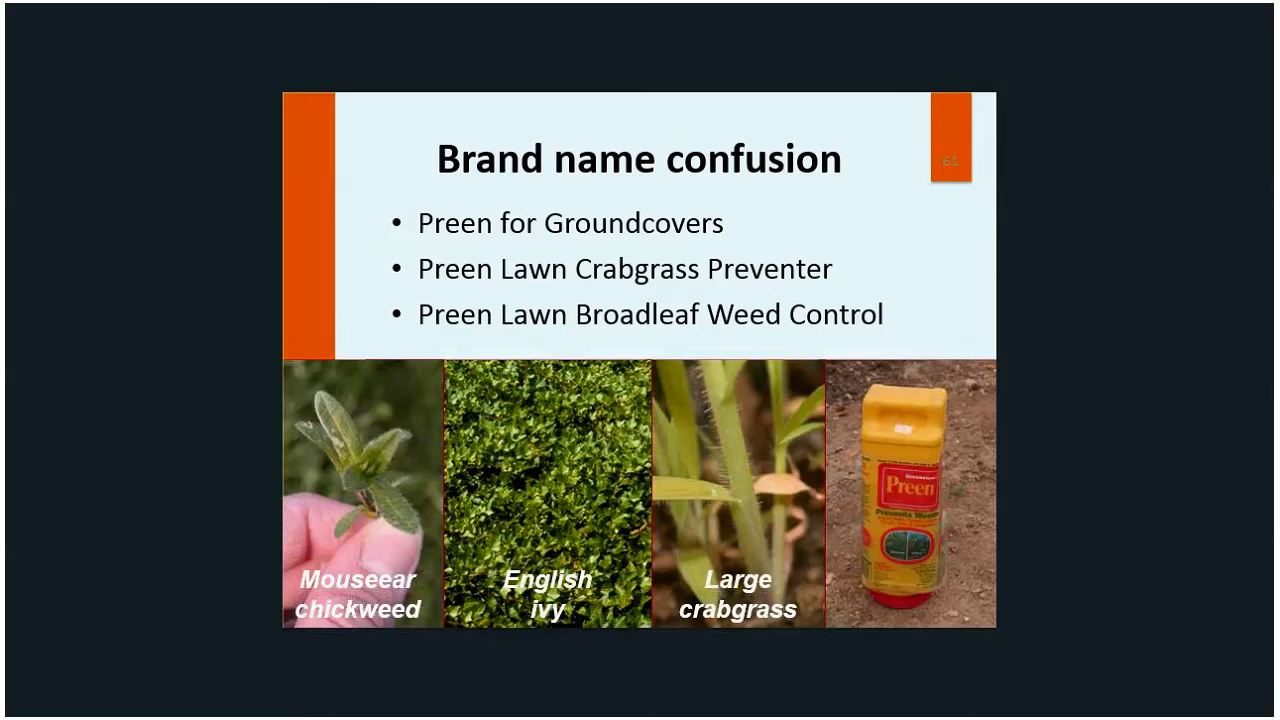 Brand name confusion
61
• Preen for Groundcovers
• Preen Lawn Crabgrass Preventer
• Preen Lawn Broadleaf Weed Control
Mouseear
chickweed
English
ivy
Large
crabgrass
Preen
Prevents Weeds